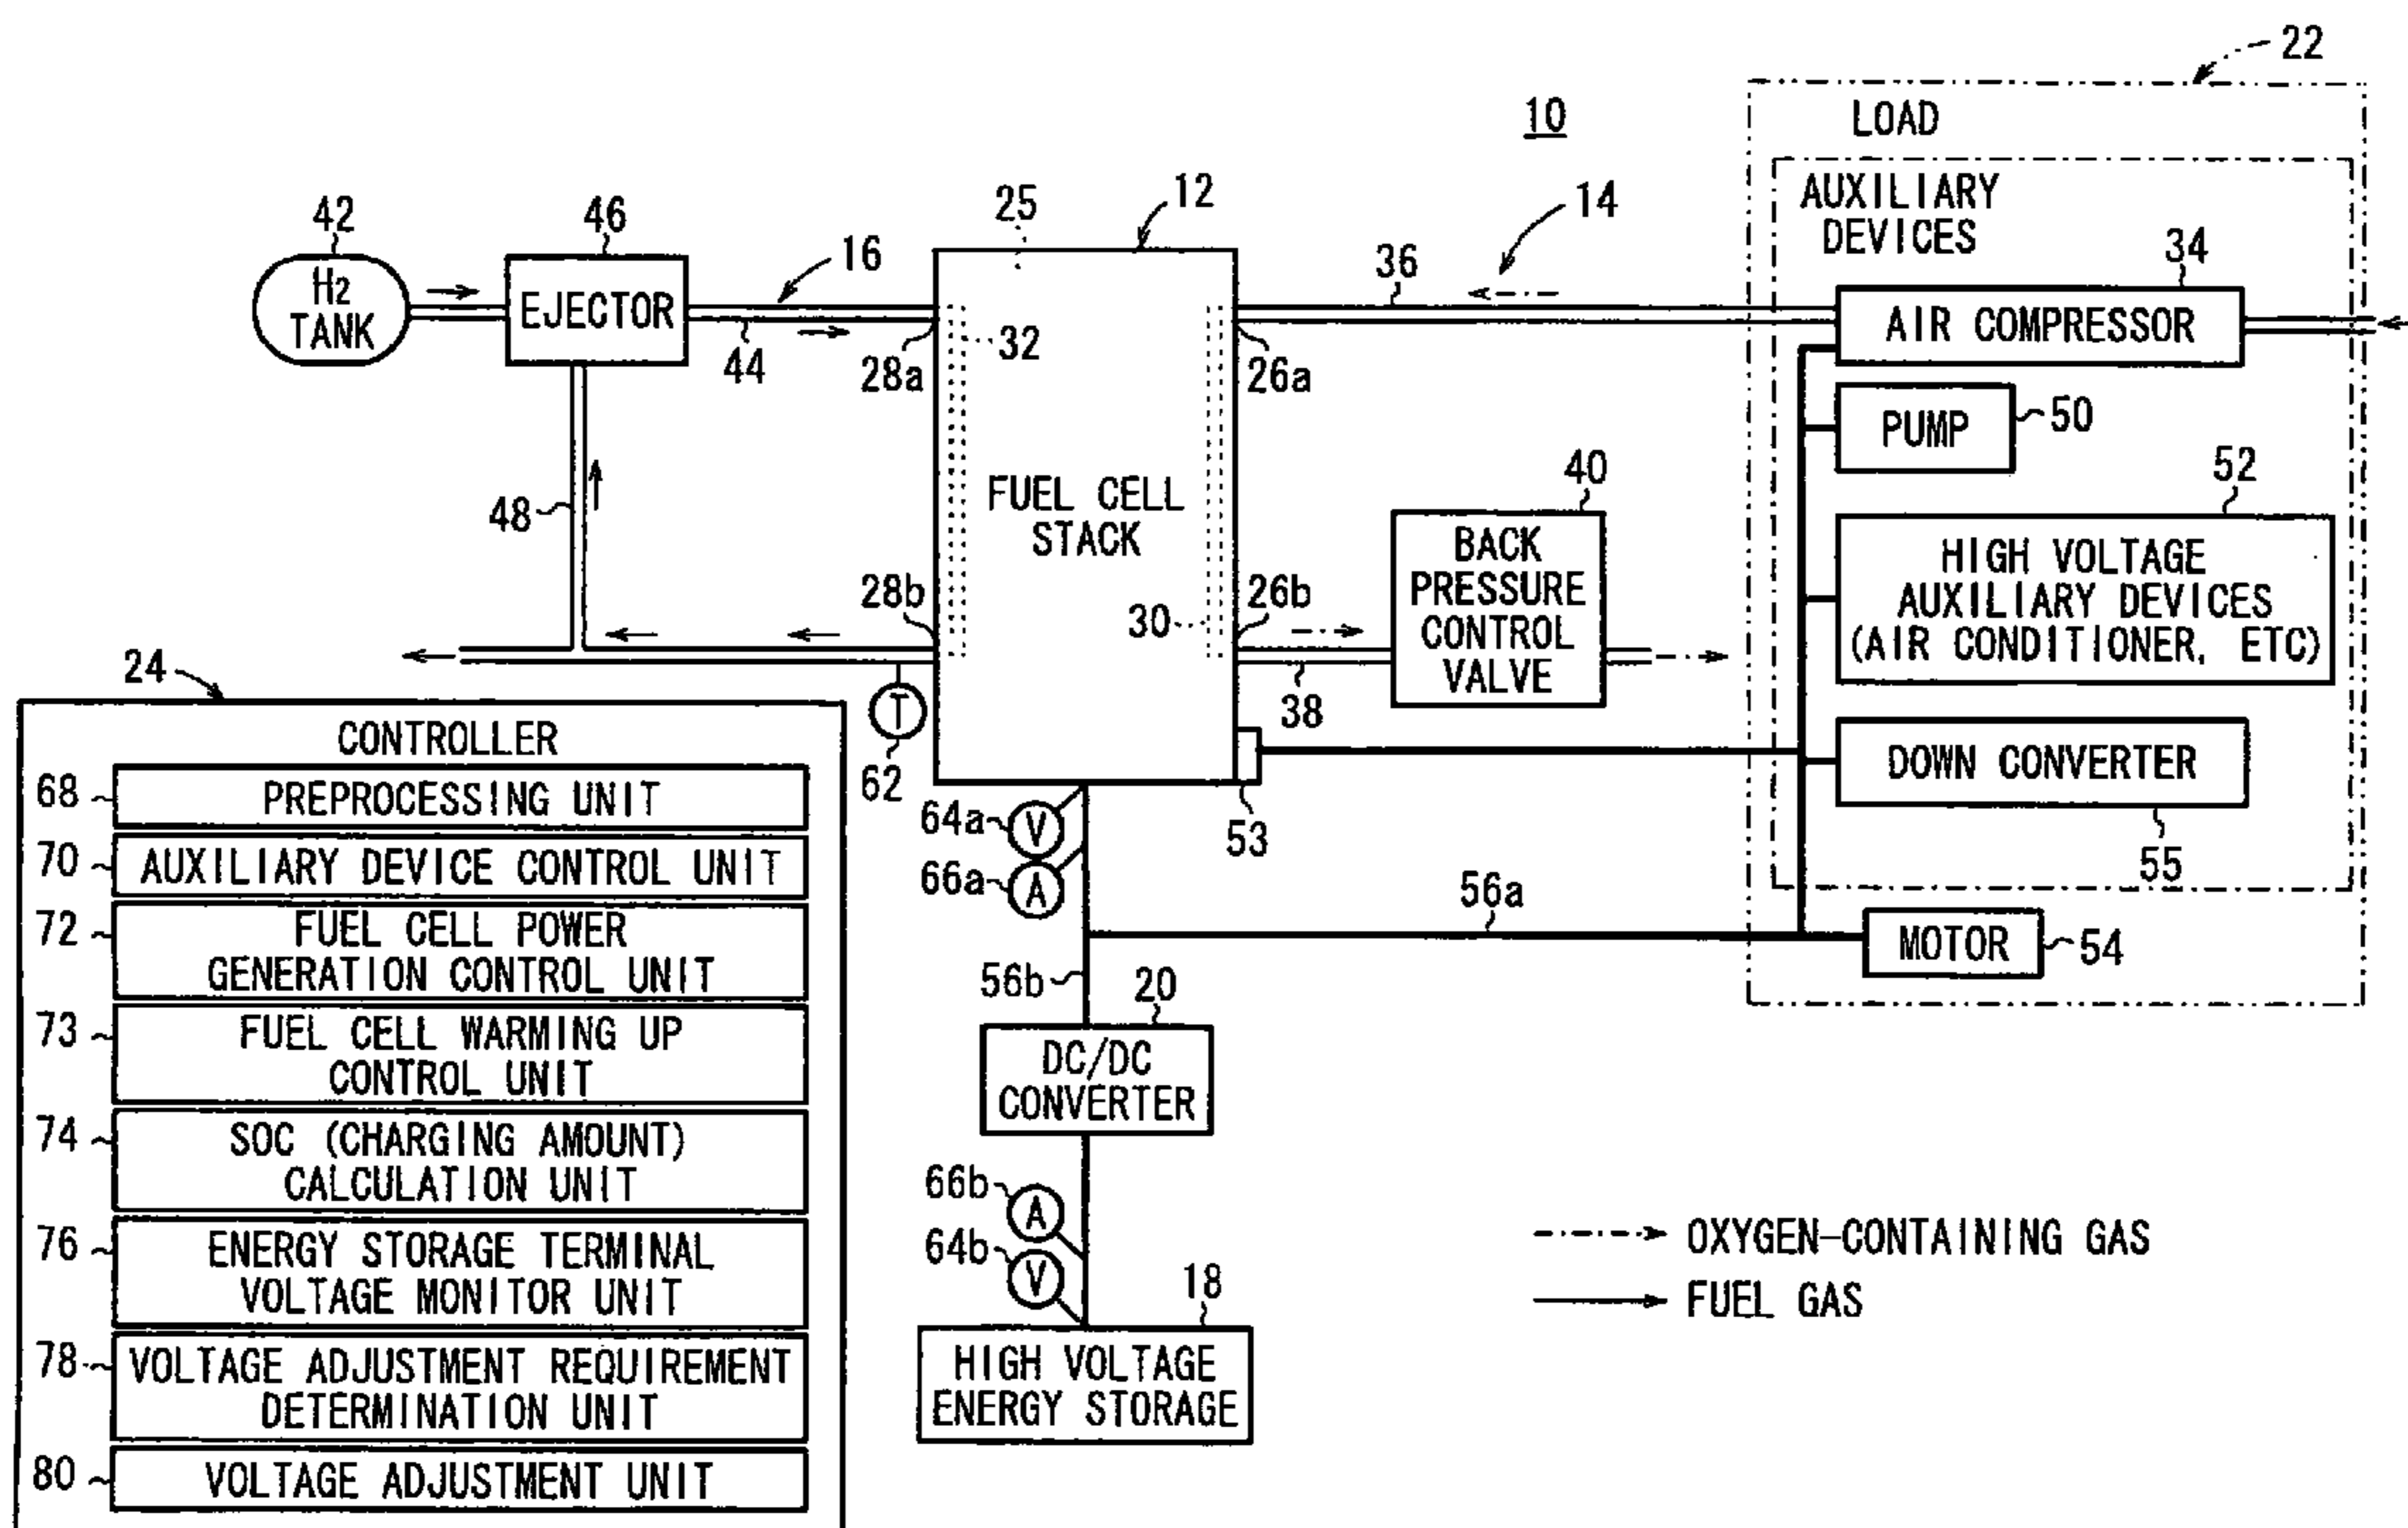 22
10
LOAD
AUXILIARY
DEVICES
42
46
16
25
12
14
36
34
H2
TANK
EJECTOR
44
28a
32
26a
AIR COMPRESSOR
PUMP
50
48
FUEL CELL
STACK
40
BACK
PRESSURE
CONTROL
VALVE
52
HIGH VOLTAGE
AUXILIARY DEVICES
(AIR CONDITIONER, ETC)
28b
30
26b
38
62
T
53
DOWN CONVERTER
55
64a
V
66a
A
56a
MOTOR
54
56b
20
DC/DC
CONVERTER
66b
A
64b
V
18
HIGH VOLTAGE
ENERGY STORAGE
24
CONTROLLER
68
PREPROCESSING UNIT
70
AUXILIARY DEVICE CONTROL UNIT
72
FUEL CELL POWER
GENERATION CONTROL UNIT
73
FUEL CELL WARMING UP
CONTROL UNIT
74
SOC (CHARGING AMOUNT)
CALCULATION UNIT
76
ENERGY STORAGE TERMINAL
VOLTAGE MONITOR UNIT
78
VOLTAGE ADJUSTMENT REQUIREMENT
DETERMINATION UNIT
80
VOLTAGE ADJUSTMENT UNIT
OXYGEN-CONTAINING GAS
FUEL GAS